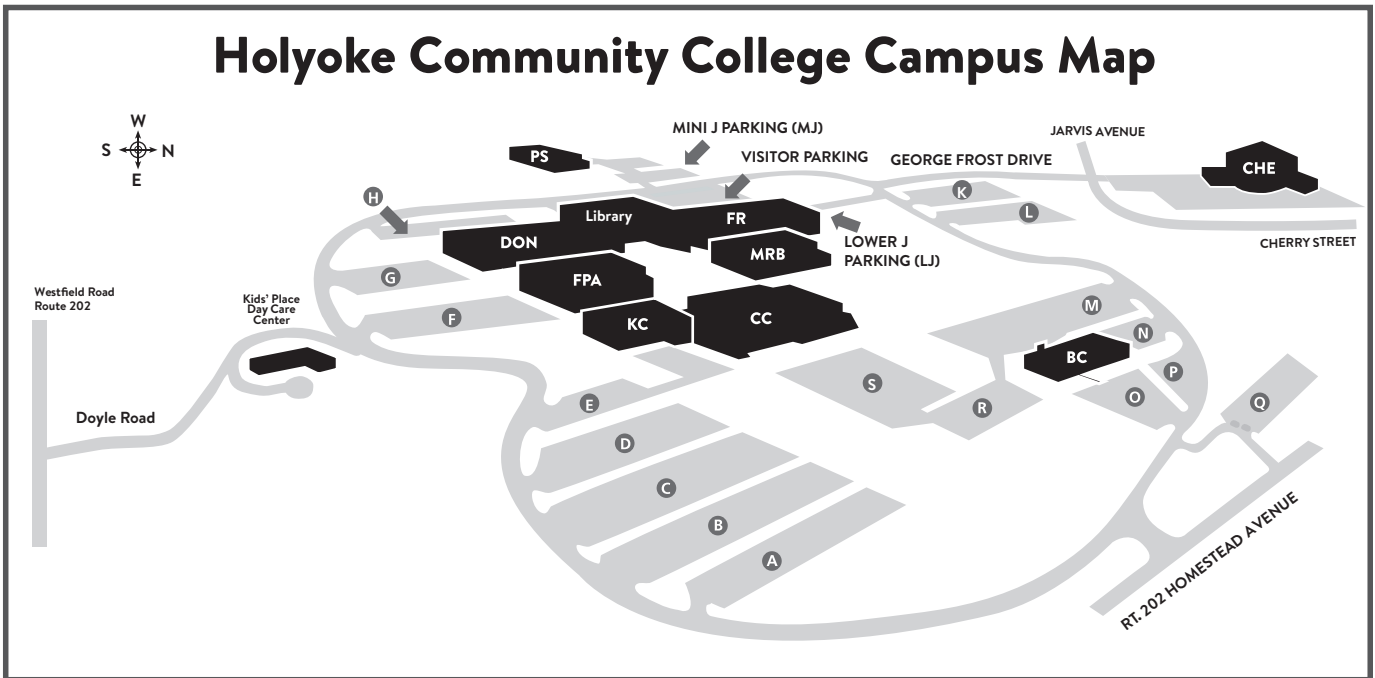 Holyoke Community College Campus Map
W
S
N
E
MINI J PARKING (MJ)
VISITOR PARKING
GEORGE FROST DRIVE
JARVIS AVENUE
PS
CHE
H
K
L
Library
FR
DON
LOWER J
PARKING (LJ)
CHERRY STREET
MRB
G
FPA
Westfield Road
Route 202
Kids' Place
Day Care
Center
F
KC
CC
M
N
BC
P
S
E
R
O
Q
Doyle Road
D
C
B
A
RT. 202 HOMESTEAD AVENUE